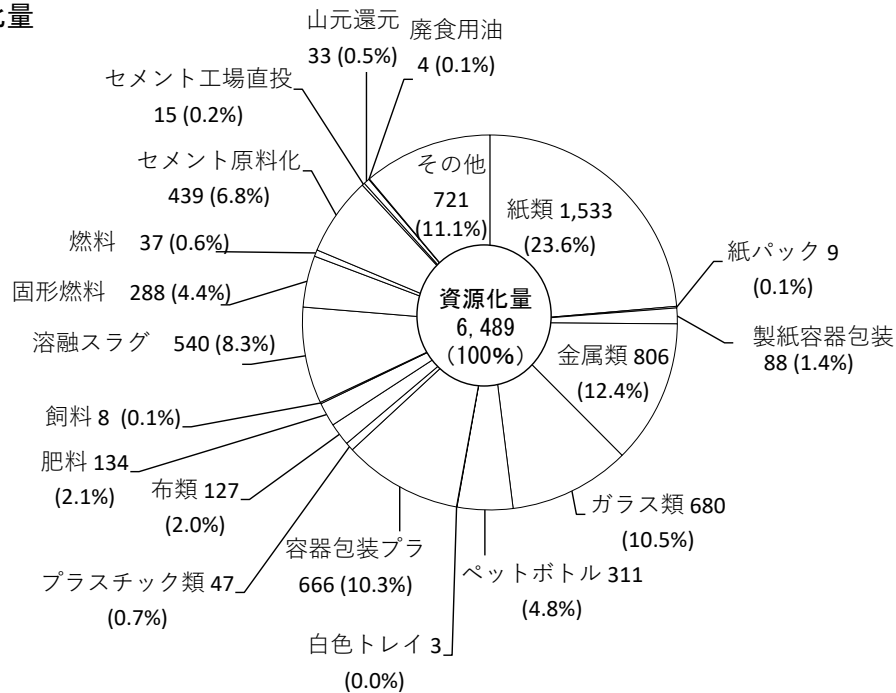 量
山元還元
33 (0.5%)
廃食用油
4 (0.1%)
セメント工場直投
15 (0.2%)
セメント原料化
439 (6.8%)
燃料 37 (0.6%)
固形燃料 288 (4.4%)
溶融スラグ 540 (8.3%)
飼料 8 (0.1%)
肥料 134
(2.1%)
布類 127
(2.0%)
プラスチック類 47
(0.7%)
容器包装プラ
666 (10.3%)
白色トレイ 3
(0.0%)
ペットボトル 311
(4.8%)
ガラス類 680
(10.5%)
金属類 806
(12.4%)
製紙容器包装
88 (1.4%)
紙パック 9
(0.1%)
紙類 1,533
(23.6%)
その他
721
(11.1%)
資源化量
6,489
(100%)